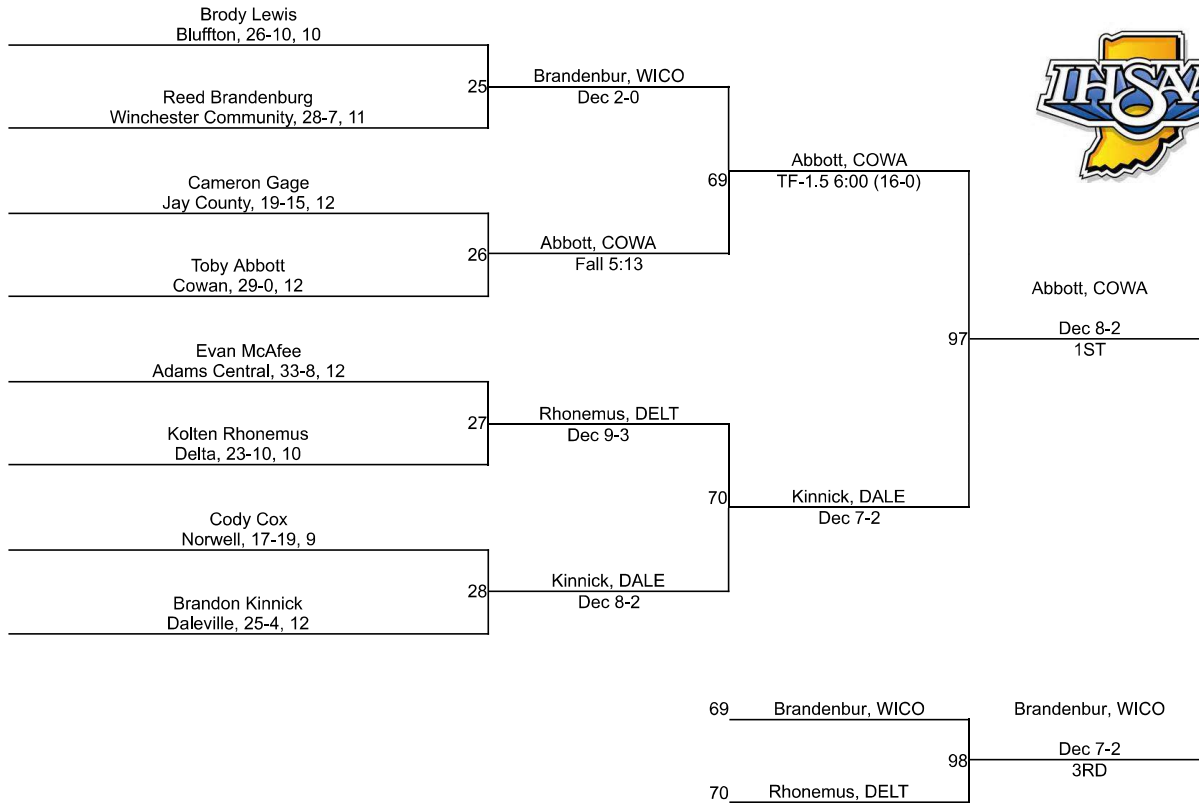 Brody Lewis
Bluffton, 26-10, 10
25
Brandenbur, WICO
Dec 2-0
Reed Brandenburg
Winchester Community, 28-7, 11
IHSAA
69
Abbott, COWA
TF-1.5 6:00 (16-0)
Cameron Gage
Jay County, 19-15, 12
26
Abbott, COWA
Fall 5:13
Toby Abbott
Cowan, 29-0, 12
97
Abbott, COWA
Dec 8-2
1ST
Evan McAfee
Adams Central, 33-8, 12
27
Rhonemus, DELT
Dec 9-3
Kolten Rhonemus
Delta, 23-10, 10
70
Kinnick, DALE
Dec 7-2
Cody Cox
Norwell, 17-19, 9
28
Kinnick, DALE
Dec 8-2
Brandon Kinnick
Daleville, 25-4, 12
69
Brandenbur, WICO
98
Brandenbur, WICO
Dec 7-2
3RD
70
Rhonemus, DELT